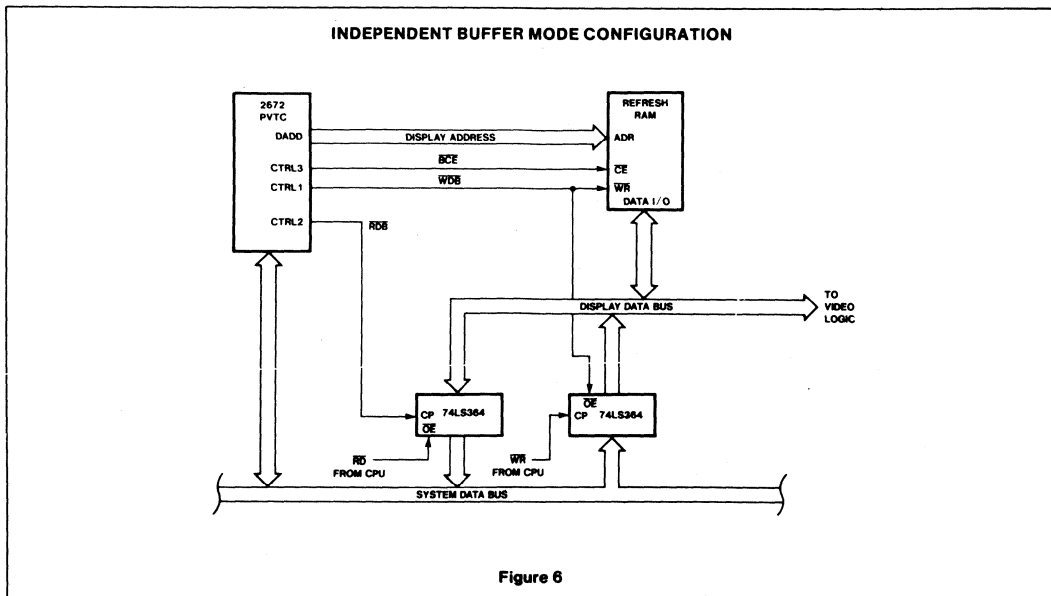 INDEPENDENT BUFFER MODE CONFIGURATION
2672
PVTC
DADD
CTRL3
CTRL1
CTRL2
DISPLAY ADDRESS
BCE
WDB
RDB
REFRESH
RAM
ADR
CE
WR
DATA I/O
DISPLAY DATA BUS
TO
VIDEO
LOGIC
CP 74LS364
OE
OE
CP 74LS364
RD
FROM CPU
WR
FROM CPU
SYSTEM DATA BUS
Figure 6